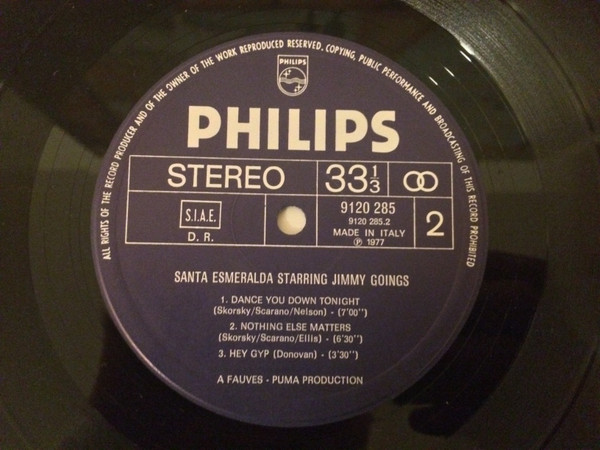 ALL RIGHTS OF THE RECORD PRODUCER AND OF THE OWNER OF THE WORK REPRODUCED RESERVED. COPYING, PUBLIC PERFORMANCE AND BROADCASTING OF THIS RECORD PROHIBITED
PHILIPS
PHILIPS
STEREO
33 1/3
S.I.A.E.
D. R.
9120 285
9120 285.2
MADE IN ITALY
Ⓟ 1977
2
SANTA ESMERALDA STARRING JIMMY GOINGS
1. DANCE YOU DOWN TONIGHT
(Skorsky/Scarano/Nelson) - (7'00'')
2. NOTHING ELSE MATTERS
(Skorsky/Scarano/Ellis) - (6'30'')
3. HEY GYP (Donovan) - (3'30'')
A FAUVES - PUMA PRODUCTION